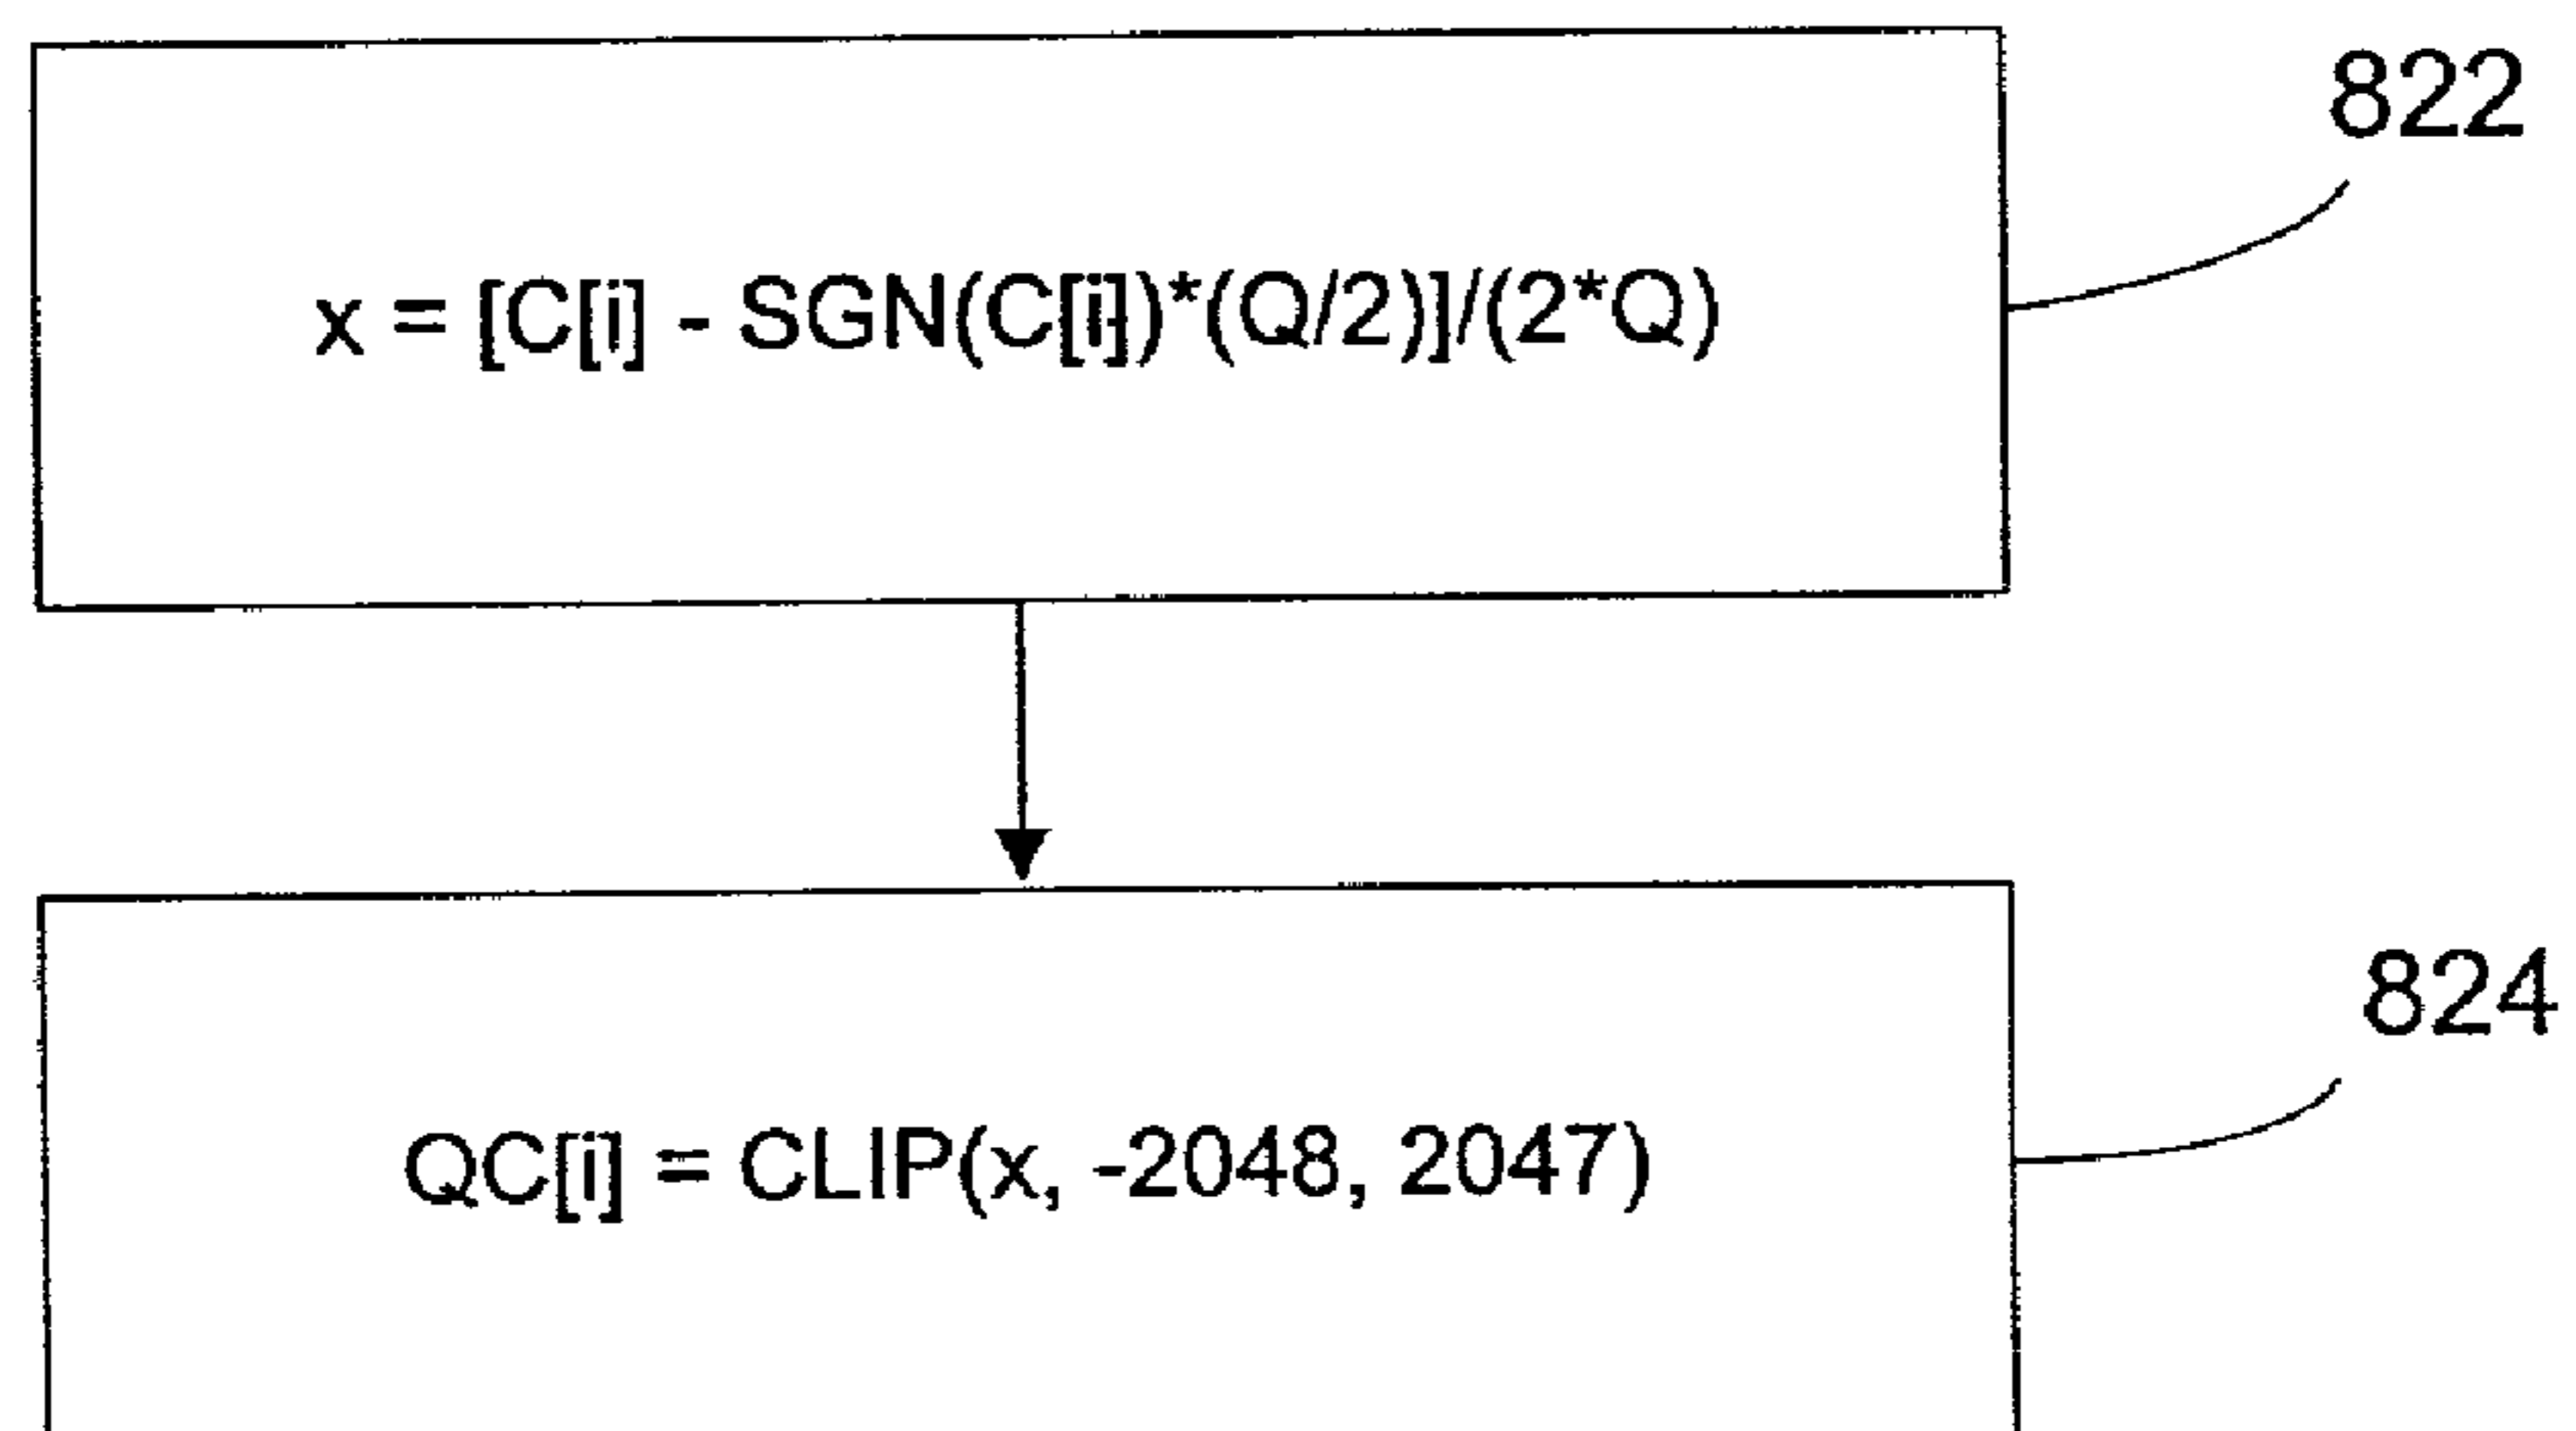 822
x = [C[i] - SGN(C[i])*(Q/2)]/(2*Q)
824
QC[i] = CLIP(x, -2048, 2047)